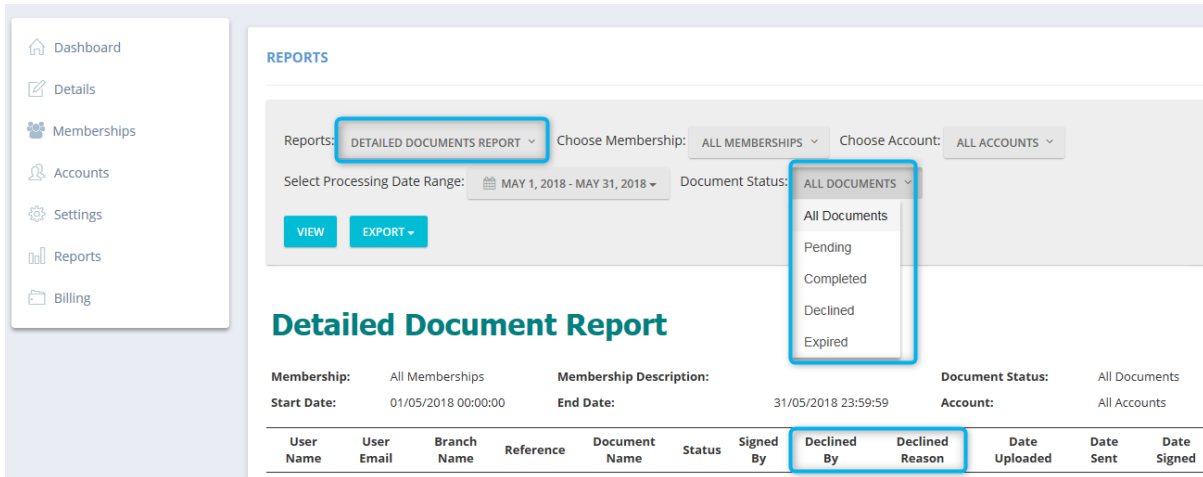 Dashboard
Details
Memberships
Accounts
Settings
Reports
Billing
REPORTS
Reports: DETAILED DOCUMENTS REPORT Choose Membership: ALL MEMBERSHIPS Choose Account: ALL ACCOUNTS
Select Processing Date Range: MAY 1, 2018 - MAY 31, 2018 Document Status: ALL DOCUMENTS
All Documents
Pending
Completed
Declined
Expired
VIEW EXPORT
Detailed Document Report
Membership: All Memberships Membership Description: Document Status: All Documents
Start Date: 01/05/2018 00:00:00 End Date: 31/05/2018 23:59:59 Account: All Accounts
User User Branch Reference Document Status Signed Declined Declined Date Date Date
Name Email Name Name By By Reason Uploaded Sent Signed